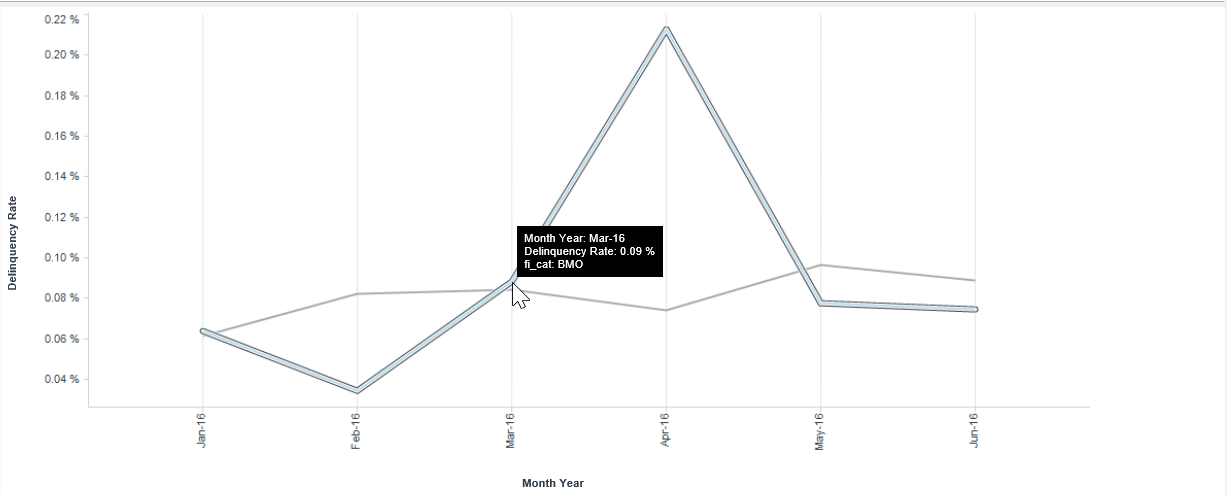 0.22 %
0.20 %
0.18 %
0.16 %
0.14 %
0.12 %
0.10 %
0.08 %
0.06 %
0.04 %
Delinquency Rate
Month Year: Mar-16
Delinquency Rate: 0.09 %
fi_cat: BMO
Jan-16
Feb-16
Mar-16
Apr-16
May-16
Jun-16
Month Year